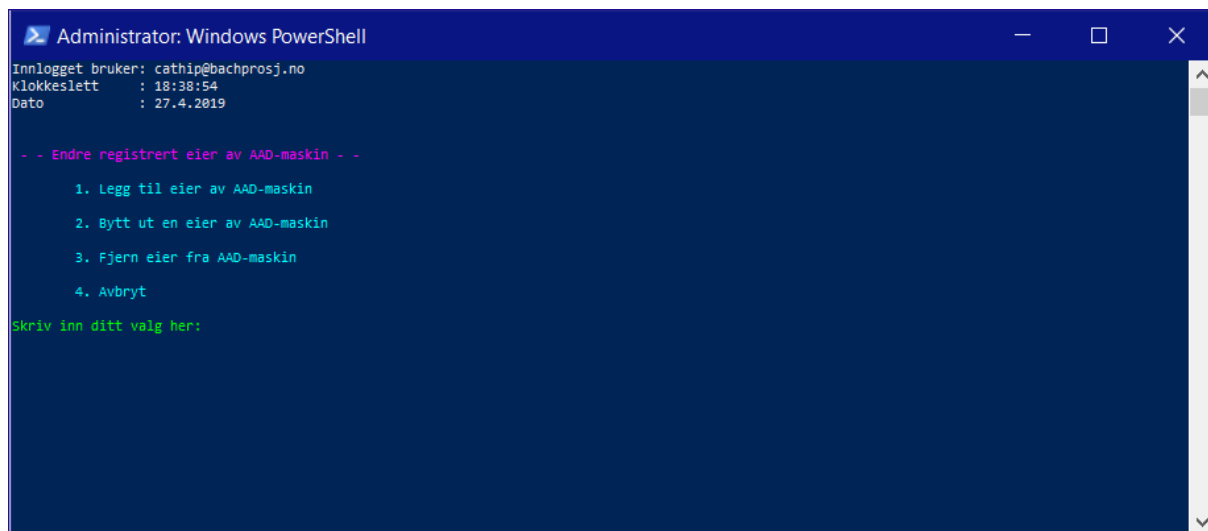 Administrator: Windows PowerShell
Innlogget bruker: cathip@bachprosj.no
Klokkeslett : 18:38:54
Dato : 27.4.2019
- - Endre registrert eier av AAD-maskin - -
1. Legg til eier av AAD-maskin
2. Bytt ut en eier av AAD-maskin
3. Fjern eier fra AAD-maskin
4. Avbryt
Skriv inn ditt valg her: